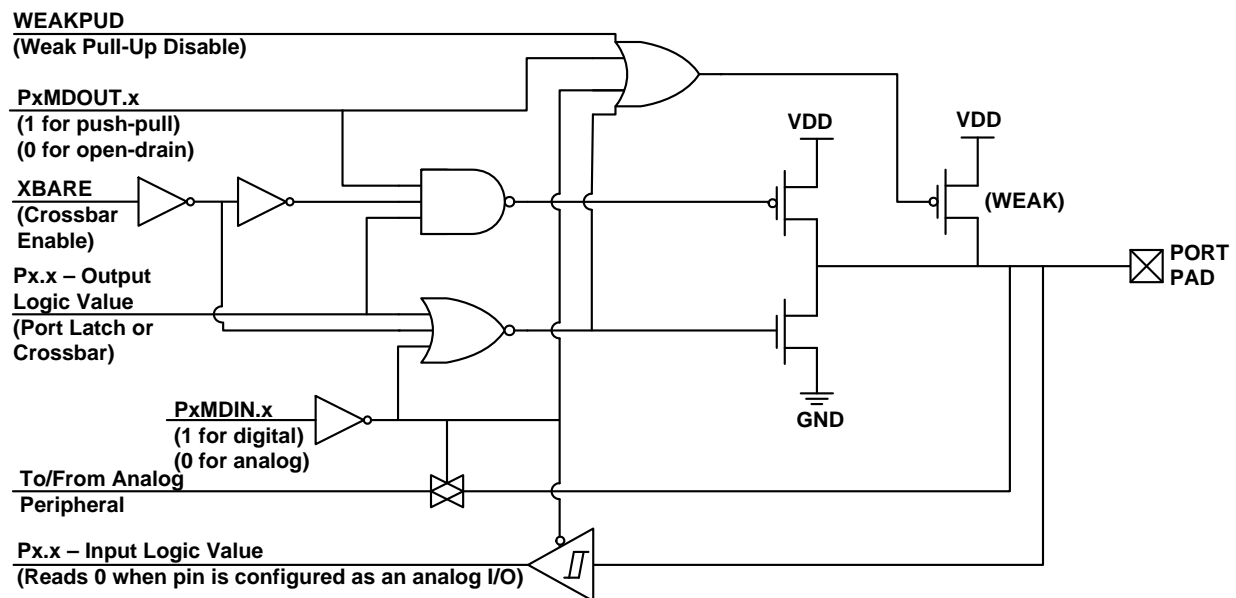 WEAKPUD
(Weak Pull-Up Disable)
PxMDOUT.x
(1 for push-pull)
(0 for open-drain)
XBARE
(Crossbar
Enable)
Px.x – Output
Logic Value
(Port Latch or
Crossbar)
PxMDIN.x
(1 for digital)
(0 for analog)
To/From Analog
Peripheral
Px.x – Input Logic Value
(Reads 0 when pin is configured as an analog I/O)
VDD
VDD
(WEAK)
GND
PORT
PAD